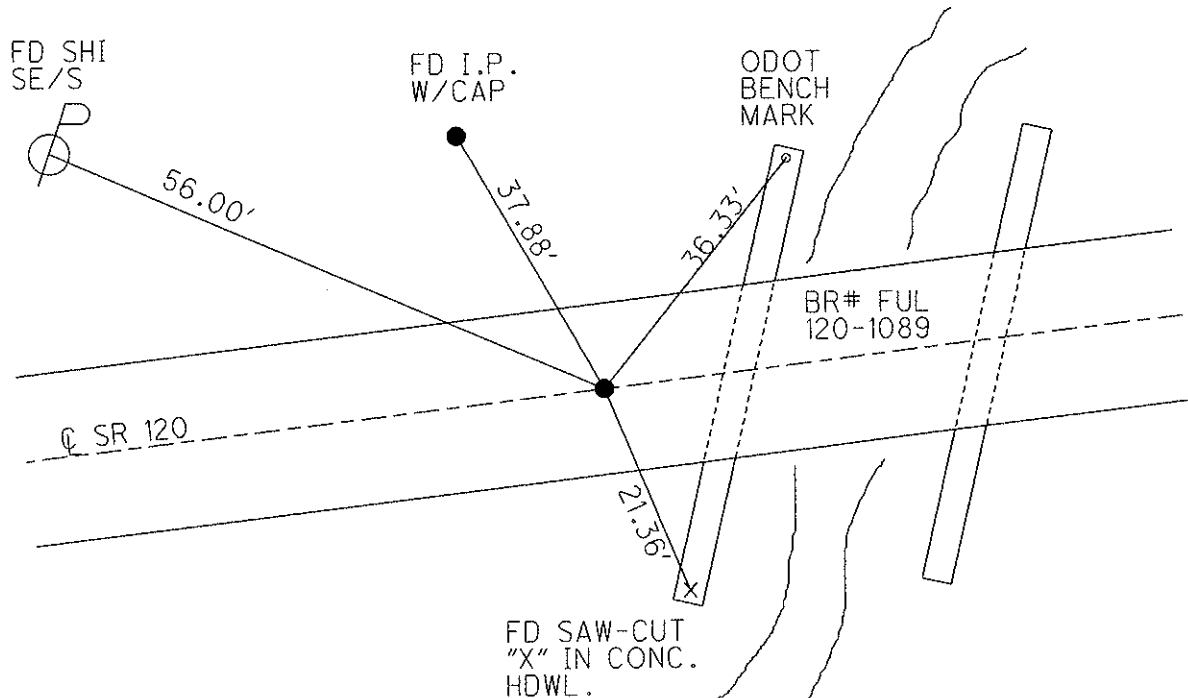 FD SHI
SE/S
FD I.P.
W/CAP
ODOT
BENCH
MARK
56.00'
37.88'
36.33'
BR# FUL
120-1089
℄ SR 120
21.36'
FD SAW-CUT
"X" IN CONC.
HDWL.